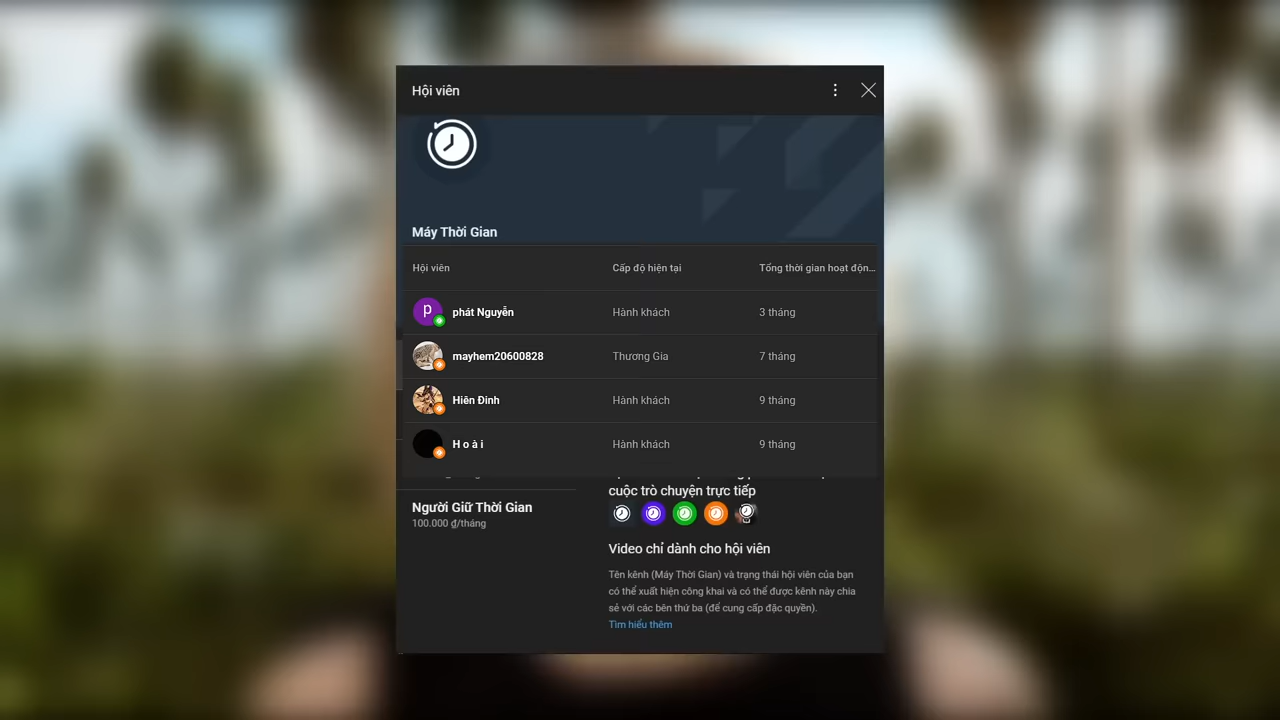 Hội viên
Máy Thời Gian
Hội viên Cấp độ hiện tại Tổng thời gian hoạt độn...
P phát Nguyễn Hành khách 3 tháng
mayhem20600828 Thương Gia 7 tháng
Hiên Đinh Hành khách 9 tháng
H o à i Hành khách 9 tháng
cuộc trò chuyện trực tiếp
Người Giữ Thời Gian
100.000 ₫/tháng
Video chỉ dành cho hội viên
Tên kênh (Máy Thời Gian) và trạng thái hội viên của bạn
có thể xuất hiện công khai và có thể được kênh này chia
sẻ với các bên thứ ba (để cung cấp đặc quyền).
Tìm hiểu thêm